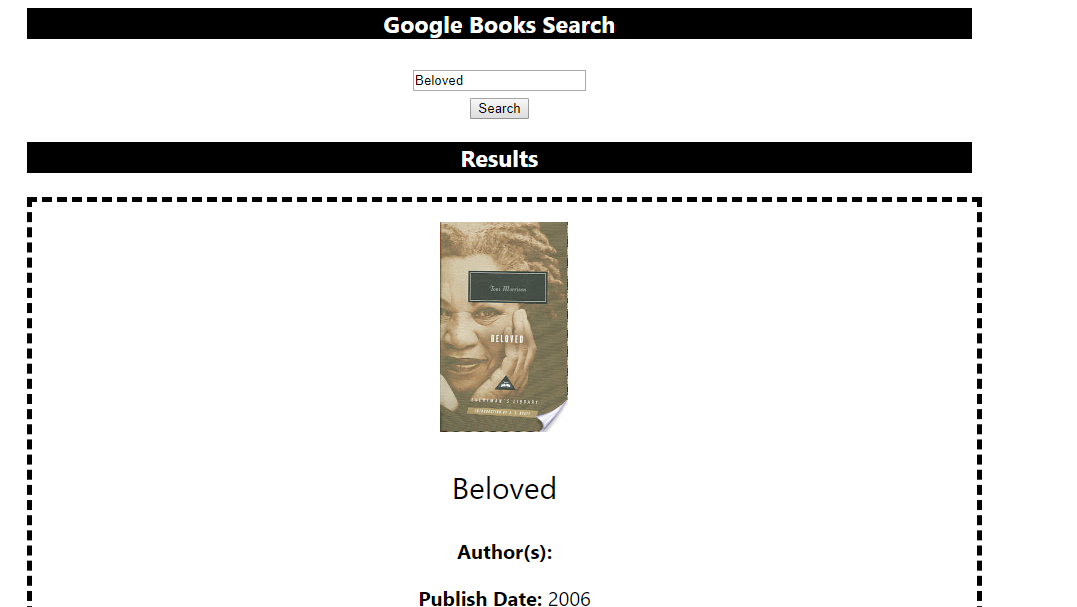 Google Books Search
Beloved
Search
Results
Toni Morrison
BELOVED
EVERYMAN'S LIBRARY
Beloved
Author(s):
Publish Date: 2006